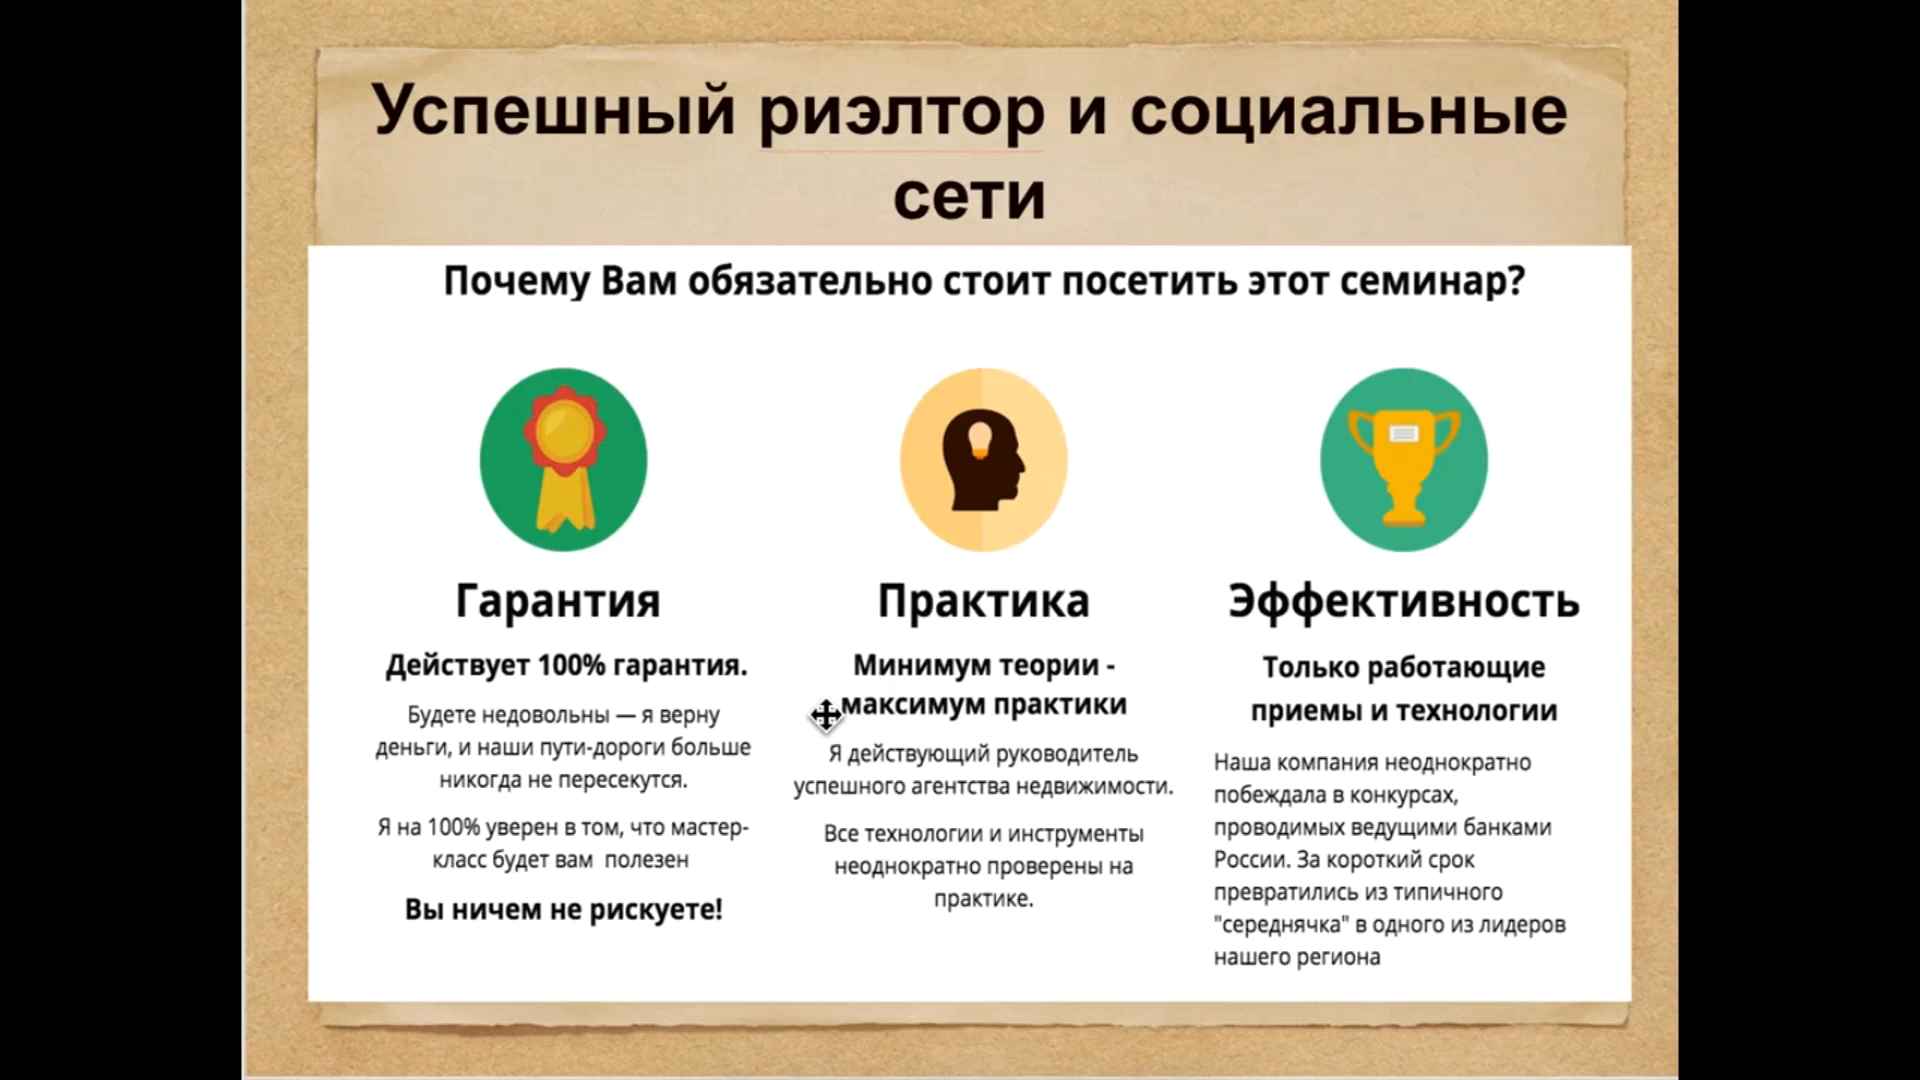 Успешный риэлтор и социальные
сети
Почему Вам обязательно стоит посетить этот семинар?
Гарантия
Действует 100% гарантия.
Будете недовольны — я верну
деньги, и наши пути-дороги больше
никогда не пересекутся.
Я на 100% уверен в том, что мастер-
класс будет вам полезен
Вы ничем не рискуете!
Практика
Минимум теории -
максимум практики
Я действующий руководитель
успешного агентства недвижимости.
Все технологии и инструменты
неоднократно проверены на
практике.
Эффективность
Только работающие
приемы и технологии
Наша компания неоднократно
побеждала в конкурсах,
проводимых ведущими банками
России. За короткий срок
превратились из типичного
"середнячка" в одного из лидеров
нашего региона